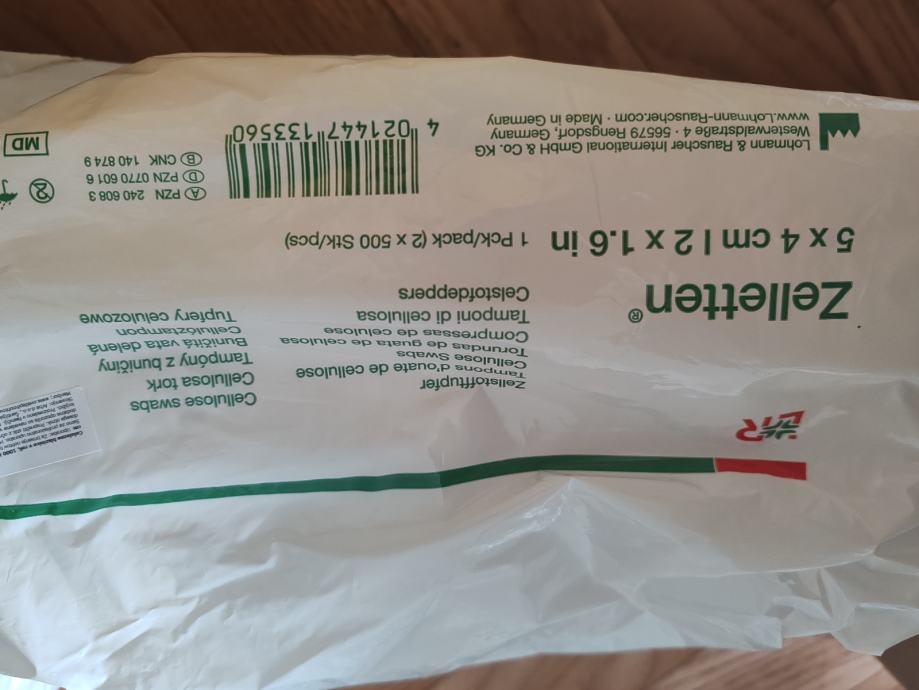 L&R
Zellstofftupfer
Tampons d'ouate de cellulose
Cellulose Swabs
Torundas de guata de celulosa
Compressas de celulose
Tamponi di cellulosa
Celstofdeppers
Cellulose swabs
Cellulosa tork
Tampóny z buničiny
Buničitá vata delená
Cellulóztampon
Tupfery celulozowe
Zelletten®
5 x 4 cm | 2 x 1.6 in 1 Pck/pack (2 x 500 Stk/pcs)
Lohmann & Rauscher International GmbH & Co. KG
Westerwaldstraße 4 · 56579 Rengsdorf, Germany
www.Lohmann-Rauscher.com · Made in Germany
4 021447 133560
A PZN 240 608 3
D PZN 0770 601 6
B CNK 140 874 9
2
MD